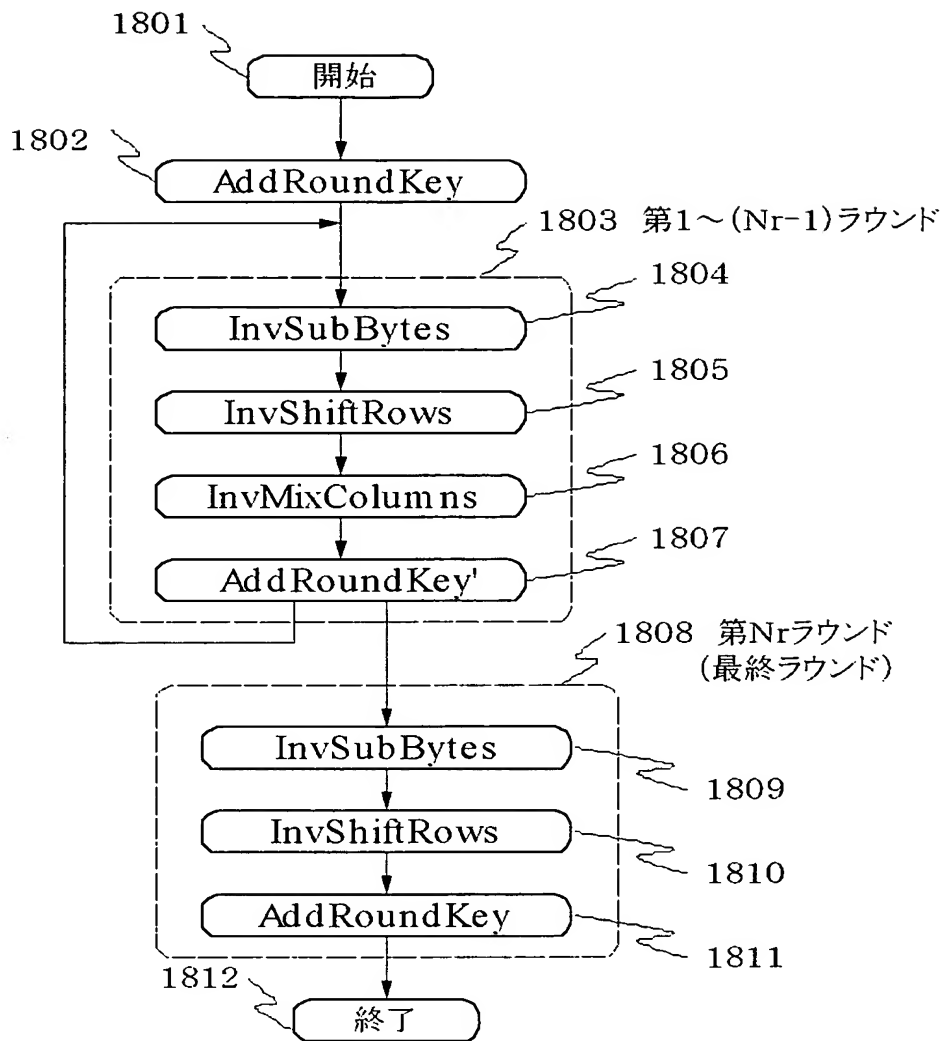 1801
開始
1802
AddRoundKey
1803 第1～(Nr-1)ラウンド
1804
InvSubBytes
1805
InvShiftRows
1806
InvMixColumns
1807
AddRoundKey'
1808 第Nrラウンド
(最終ラウンド)
InvSubBytes
1809
InvShiftRows
1810
AddRoundKey
1811
1812
終了